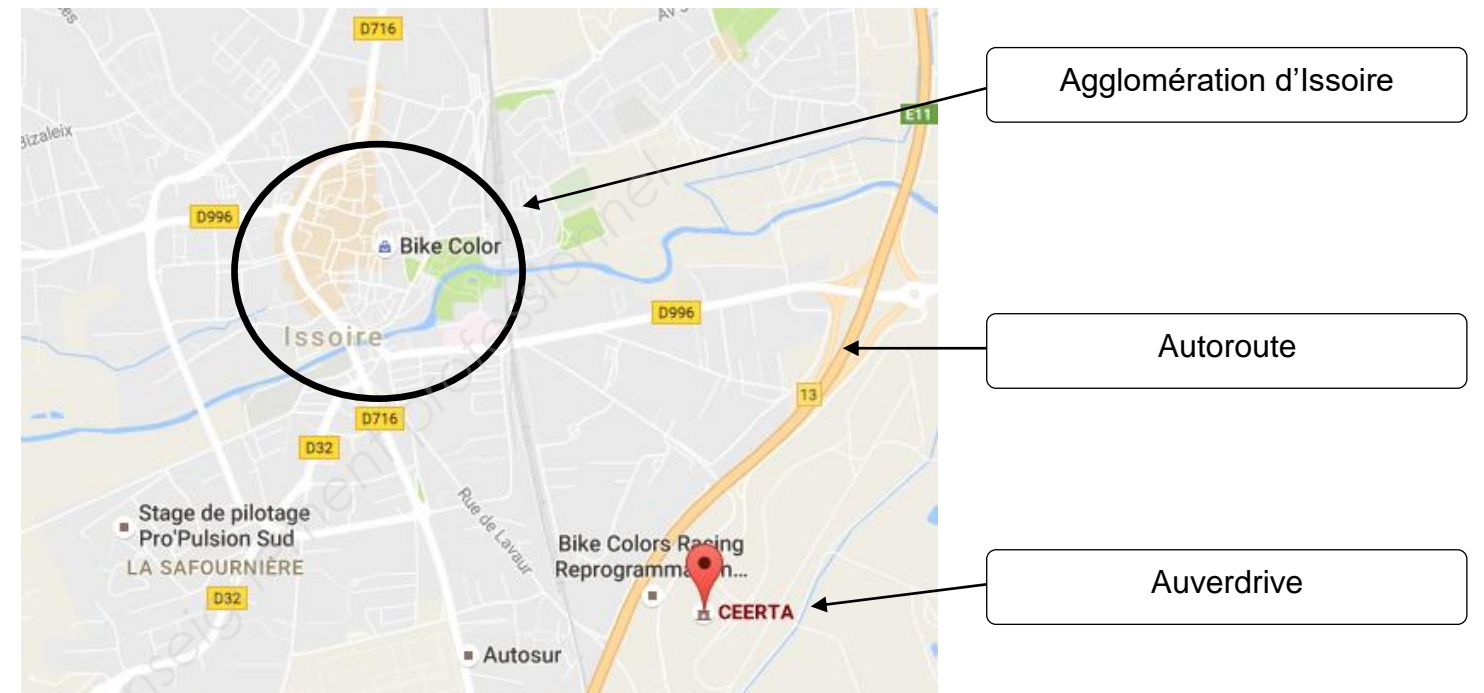 D716
Agglomération d'Issoire
E11
Bizaleix
D996
Bike Color
D996
Issoire
Autoroute
13
D716
D32
Rue de Lavaur
Stage de pilotage
Pro'Pulsion Sud
LA SAFOURNIÈRE
Bike Colors Racing
D32
Auverdrive
CEERTA
Autosur